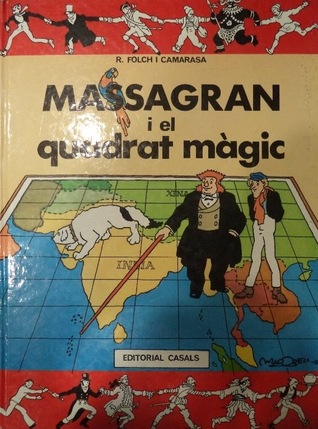 R. FOLCH I CAMARASA
MASSAGRAN
i el
quadrat màgic
XINA
INDIA
EDITORIAL CASALS